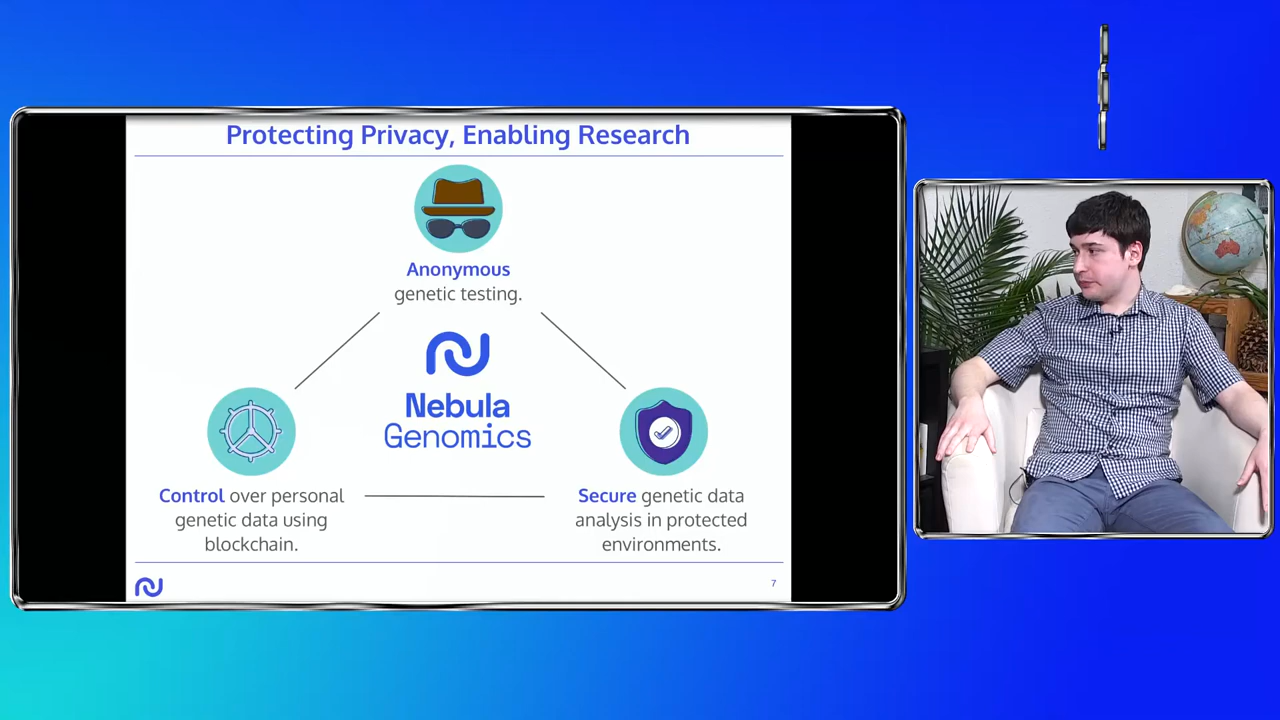 Protecting Privacy, Enabling Research
Anonymous
genetic testing.
Nebula
Genomics
Control over personal
genetic data using
blockchain.
Secure genetic data
analysis in protected
environments.
7